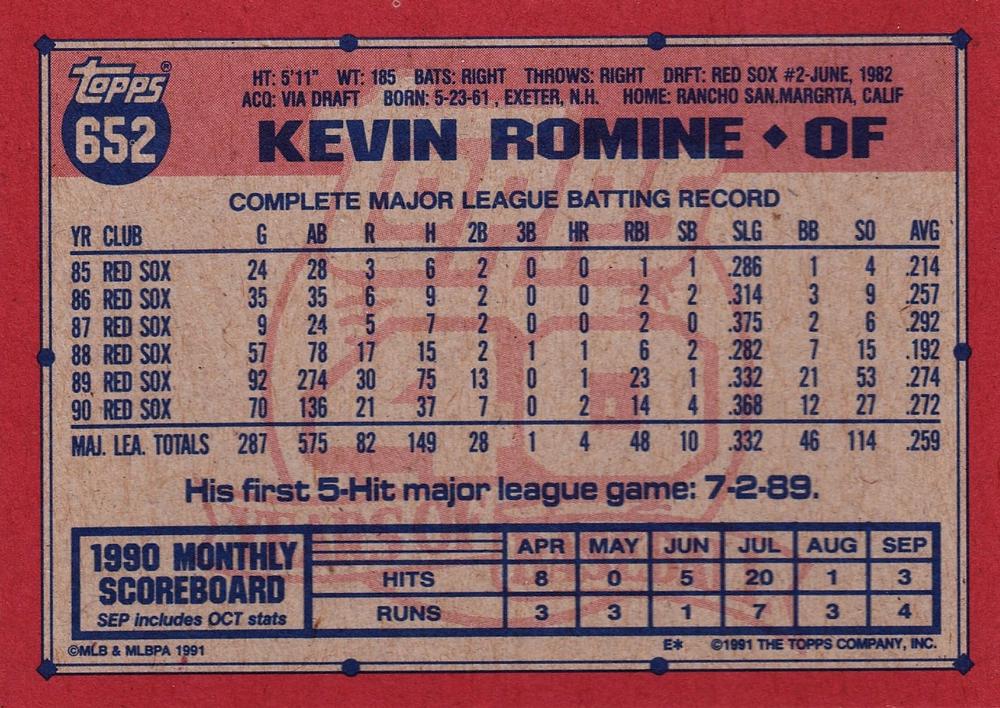 topps®
652
HT: 5'11" WT: 185 BATS: RIGHT THROWS: RIGHT DRFT: RED SOX #2-JUNE, 1982
ACQ: VIA DRAFT BORN: 5-23-61 , EXETER, N.H. HOME: RANCHO SAN.MARGRTA, CALIF
KEVIN ROMINE ◆ OF
COMPLETE MAJOR LEAGUE BATTING RECORD
YR CLUB G AB R H 2B 3B HR RBI SB SLG BB SO AVG
85 RED SOX 24 28 3 6 2 0 0 1 1 .286 1 4 .214
86 RED SOX 35 35 6 9 2 0 0 2 2 .314 3 9 .257
87 RED SOX 9 24 5 7 2 0 0 2 0 .375 2 6 .292
88 RED SOX 57 78 17 15 2 1 1 6 2 .282 7 15 .192
89 RED SOX 92 274 30 75 13 0 1 23 1 .332 21 53 .274
90 RED SOX 70 136 21 37 7 0 2 14 4 .368 12 27 .272
MAJ. LEA. TOTALS 287 575 82 149 28 1 4 48 10 .332 46 114 .259
His first 5-Hit major league game: 7-2-89.
1990 MONTHLY SCOREBOARD
SEP includes OCT stats
APR MAY JUN JUL AUG SEP
HITS 8 0 5 20 1 3
RUNS 3 3 1 7 3 4
©MLB & MLBPA 1991 E* ©1991 THE TOPPS COMPANY, INC.